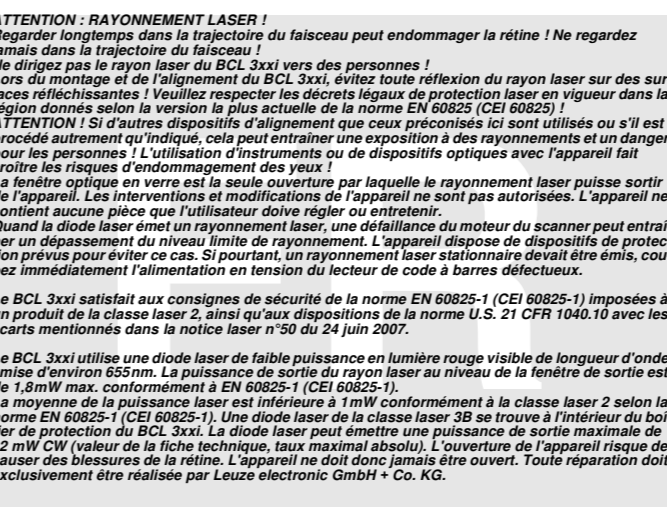 ATTENTION : RAYONNEMENT LASER !
Regarder longtemps dans la trajectoire du faisceau peut endommager la rétine ! Ne regardez
amais dans la trajectoire du faisceau !
Ne dirigez pas le rayon laser du BCL 3xxi vers des personnes !
ors du montage et de l'alignement du BCL 3xxi, évitez toute réflexion du rayon laser sur des sur
aces réfléchissantes ! Veuillez respecter les décrets légaux de protection laser en vigueur dans la
égion donnés selon la version la plus actuelle de la norme EN 60825 (CEI 60825) !
ATTENTION ! Si d'autres dispositifs d'alignement que ceux préconisés ici sont utilisés ou s'il est
procédé autrement qu'indiqué, cela peut entraîner une exposition à des rayonnements et un danger
pour les personnes ! L'utilisation d'instruments ou de dispositifs optiques avec l'appareil fait
roître les risques d'endommagement des yeux !
a fenêtre optique en verre est la seule ouverture par laquelle le rayonnement laser puisse sortir
de l'appareil. Les interventions et modifications de l'appareil ne sont pas autorisées. L'appareil ne
contient aucune pièce que l'utilisateur doive régler ou entretenir.
Quand la diode laser émet un rayonnement laser, une défaillance du moteur du scanner peut entraî
er un dépassement du niveau limite de rayonnement. L'appareil dispose de dispositifs de protec
ion prévus pour éviter ce cas. Si pourtant, un rayonnement laser stationnaire devait être émis, cou
pez immédiatement l'alimentation en tension du lecteur de code à barres défectueux.
e BCL 3xxi satisfait aux consignes de sécurité de la norme EN 60825-1 (CEI 60825-1) imposées à
un produit de la classe laser 2, ainsi qu'aux dispositions de la norme U.S. 21 CFR 1040.10 avec les
carts mentionnés dans la notice laser n°50 du 24 juin 2007.
e BCL 3xxi utilise une diode laser de faible puissance en lumière rouge visible de longueur d'onde
émise d'environ 655nm. La puissance de sortie du rayon laser au niveau de la fenêtre de sortie est
de 1,8mW max. conformément à EN 60825-1 (CEI 60825-1).
a moyenne de la puissance laser est inférieure à 1mW conformément à la classe laser 2 selon la
norme EN 60825-1 (CEI 60825-1). Une diode laser de la classe laser 3B se trouve à l'intérieur du boî
ier de protection du BCL 3xxi. La diode laser peut émettre une puissance de sortie maximale de
2 mW CW (valeur de la fiche technique, taux maximal absolu). L'ouverture de l'appareil risque de
causer des blessures de la rétine. L'appareil ne doit donc jamais être ouvert. Toute réparation doit
exclusivement être réalisée par Leuze electronic GmbH + Co. KG.
FR